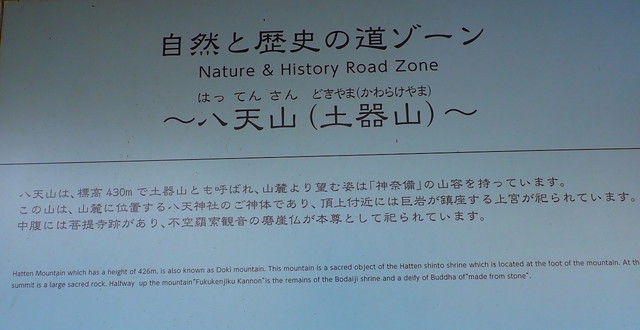 自然と歴史の道ゾーン
Nature & History Road Zone
はってんさん どきやま(かわらけやま)
～八天山(土器山)～
八天山は、標高430mで土器山とも呼ばれ、山麓より望む姿は「神奈備」の山容を持っています。
この山は、山麓に位置する八天神社のご神体であり、頂上付近には巨岩が鎮座する上宮が祀られています。
中腹には菩提寺跡があり、不空羂索観音の磨崖仏が本尊として祀られています。
Hatten Mountain which has a height of 426m, is also known as Doki mountain. This mountain is a sacred object of the Hatten shinto shrine which is located at the foot of the mountain. At th
summit is a large sacred rock. Halfway up the mountain"Fukukenjiku Kannon"is the remains of the Bodaiji shrine and a deify of Buddha of"made from stone".